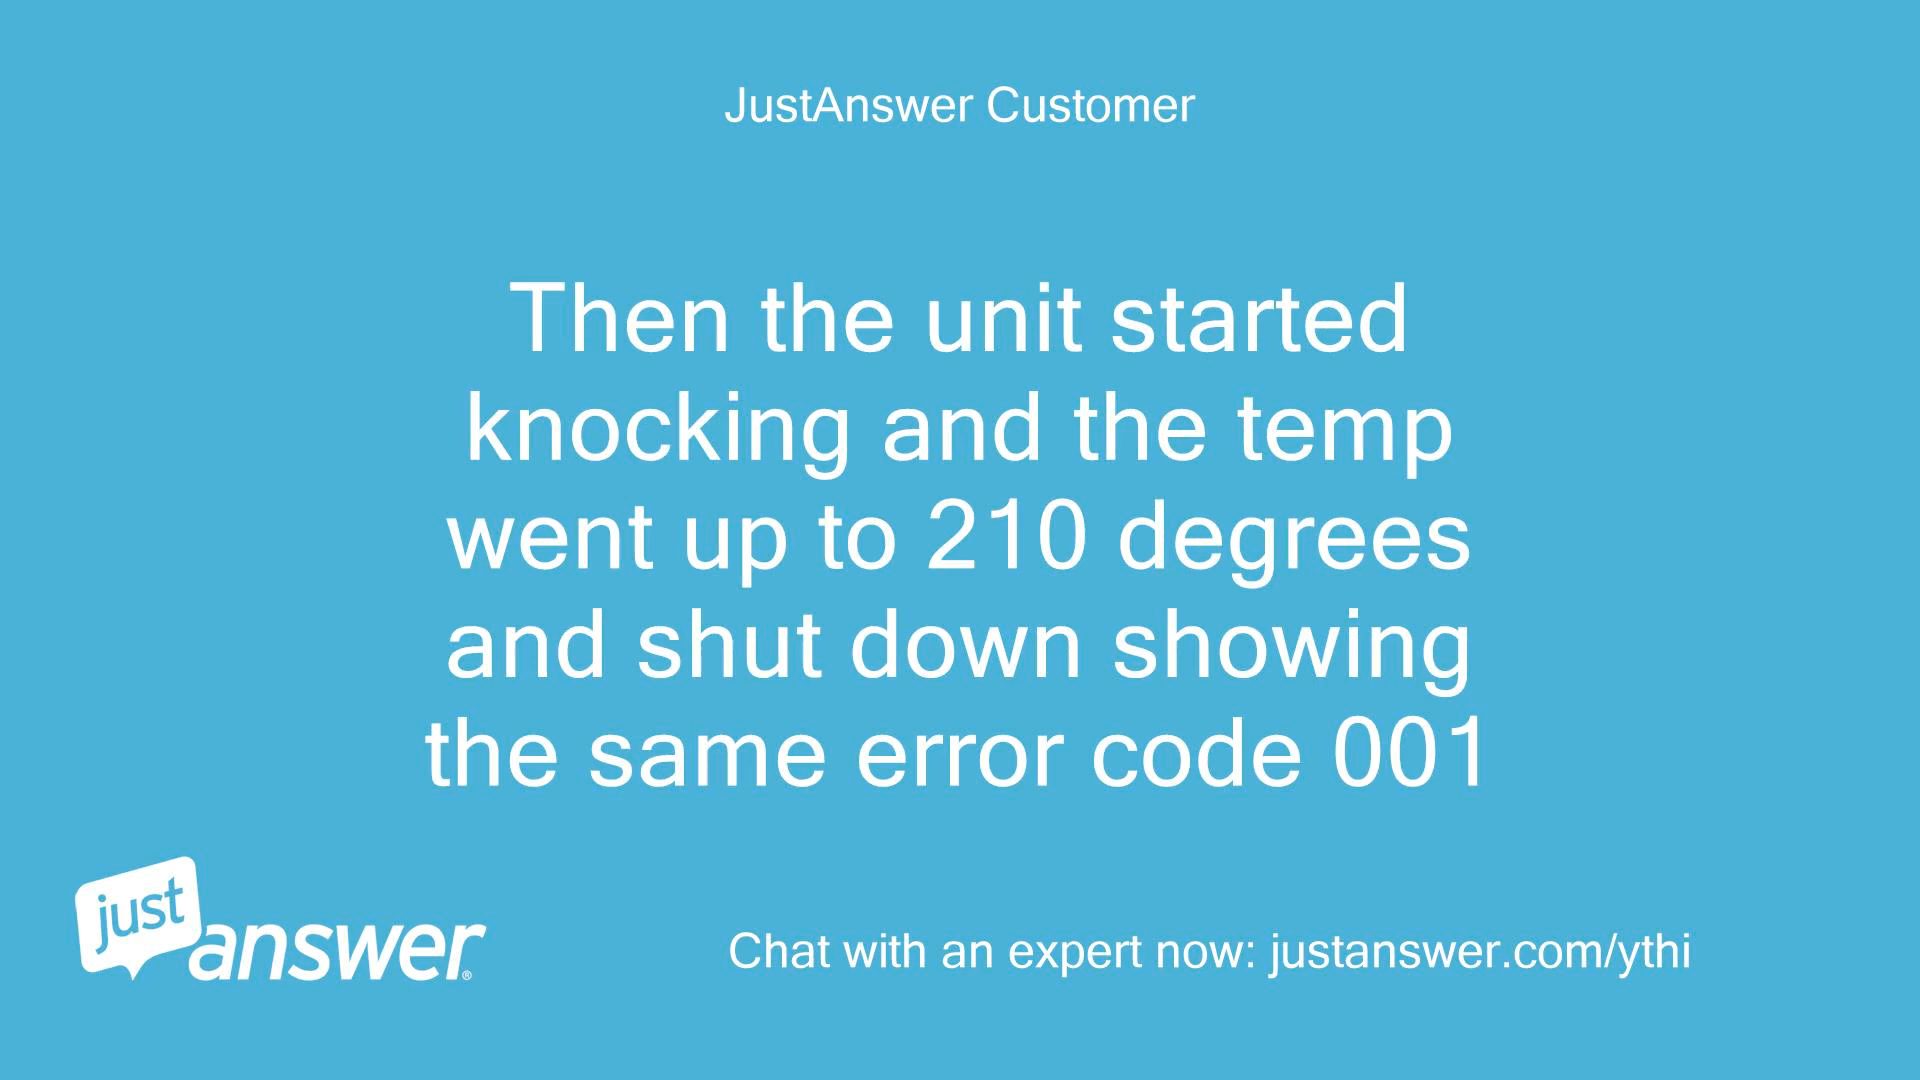 JustAnswer Customer
Then the unit started
knocking and the temp
went up to 210 degrees
and shut down showing
the same error code 001
just
answer®
Chat with an expert now: justanswer.com/ythi